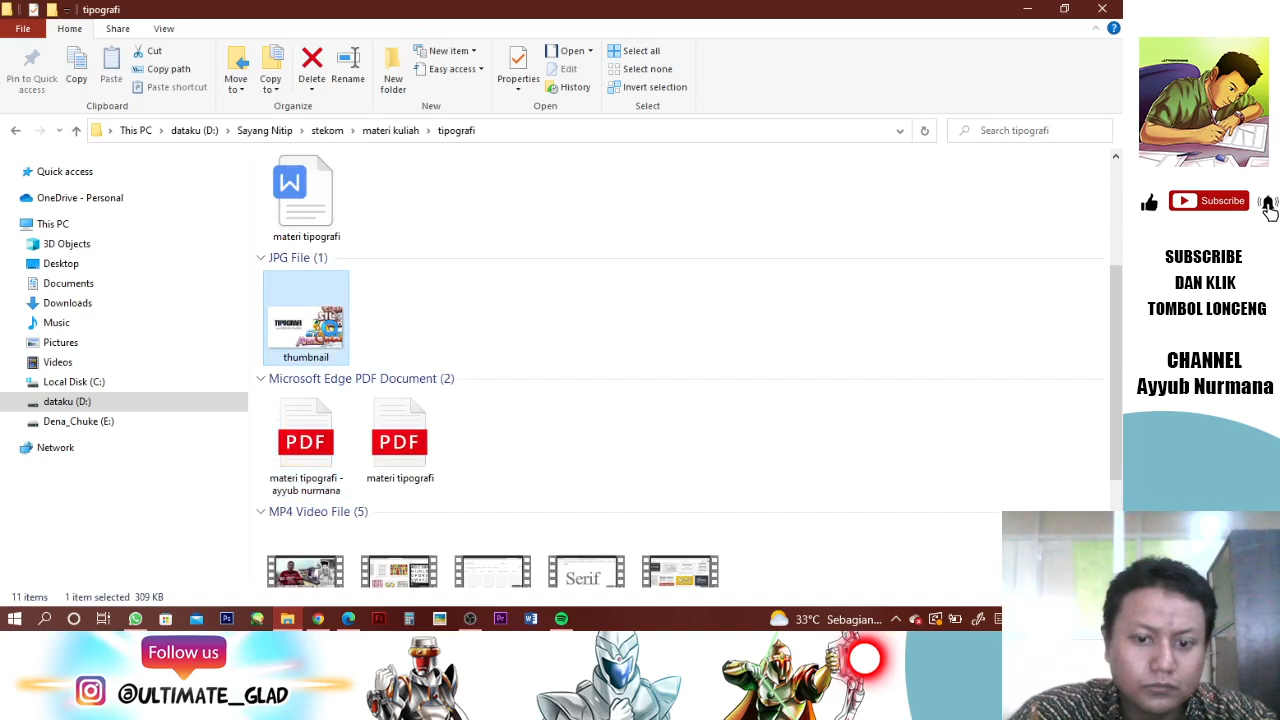 tipografi
File Home Share View
Pin to Quick access
Copy
Paste
Cut
Copy path
Paste shortcut
Clipboard
Move to
Copy to
Delete
Rename
Organize
New folder
New item
Easy access
New
Properties
Open
Edit
History
Open
Select all
Select none
Invert selection
Select
This PC > dataku (D:) > Sayang Nitip > stekom > materi kuliah > tipografi
Search tipografi
Quick access
OneDrive - Personal
This PC
3D Objects
Desktop
Documents
Downloads
Music
Pictures
Videos
Local Disk (C:)
dataku (D:)
Dena_Chuke (E:)
Network
W
materi tipografi
JPG File (1)
TIPOGRAFI
thumbnail
Microsoft Edge PDF Document (2)
PDF
PDF
materi tipografi - ayyub nurmana
materi tipografi
MP4 Video File (5)
Serif
11 items 1 item selected 309 KB
33°C Sebagian...
Subscribe
SUBSCRIBE
DAN KLIK
TOMBOL LONCENG
CHANNEL
Ayyub Nurmana
Follow us
@ULTIMATE_GLAD